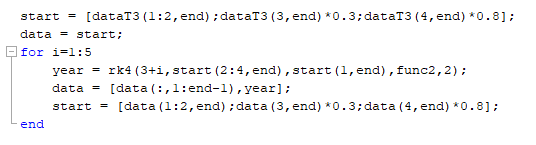 start = [dataT3(1:2,end);dataT3(3,end)*0.3;dataT3(4,end)*0.8];
data = start;
for i=1:5
year = rk4(3+i,start(2:4,end),start(1,end),func2,2);
data = [data(:,1:end-1),year];
start = [data(1:2,end);data(3,end)*0.3;data(4,end)*0.8];
end